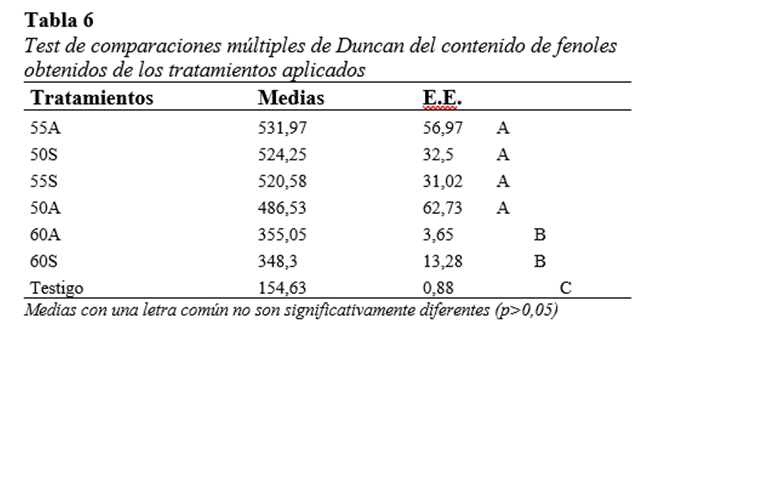 Tabla 6
Test de comparaciones múltiples de Duncan del contenido de fenoles
obtenidos de los tratamientos aplicados
Tratamientos Medias E.E.
55A 531,97 56,97 A
50S 524,25 32,5 A
55S 520,58 31,02 A
50A 486,53 62,73 A
60A 355,05 3,65 B
60S 348,3 13,28 B
Testigo 154,63 0,88 C
Medias con una letra común no son significativamente diferentes (p>0,05)